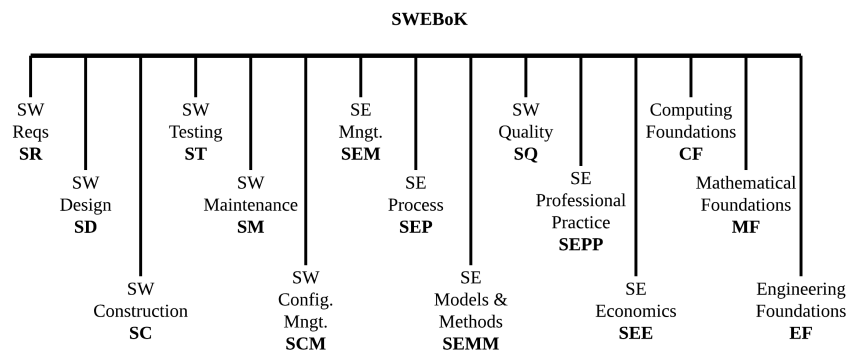 SWEBoK
SW
Reqs
SR
SW
Design
SD
SW
Construction
SC
SW
Testing
ST
SW
Maintenance
SM
SW
Config.
Mngt.
SCM
SE
Mngt.
SEM
SE
Process
SEP
SE
Models &
Methods
SEMM
SW
Quality
SQ
SE
Professional
Practice
SEPP
SE
Economics
SEE
Computing
Foundations
CF
Mathematical
Foundations
MF
Engineering
Foundations
EF